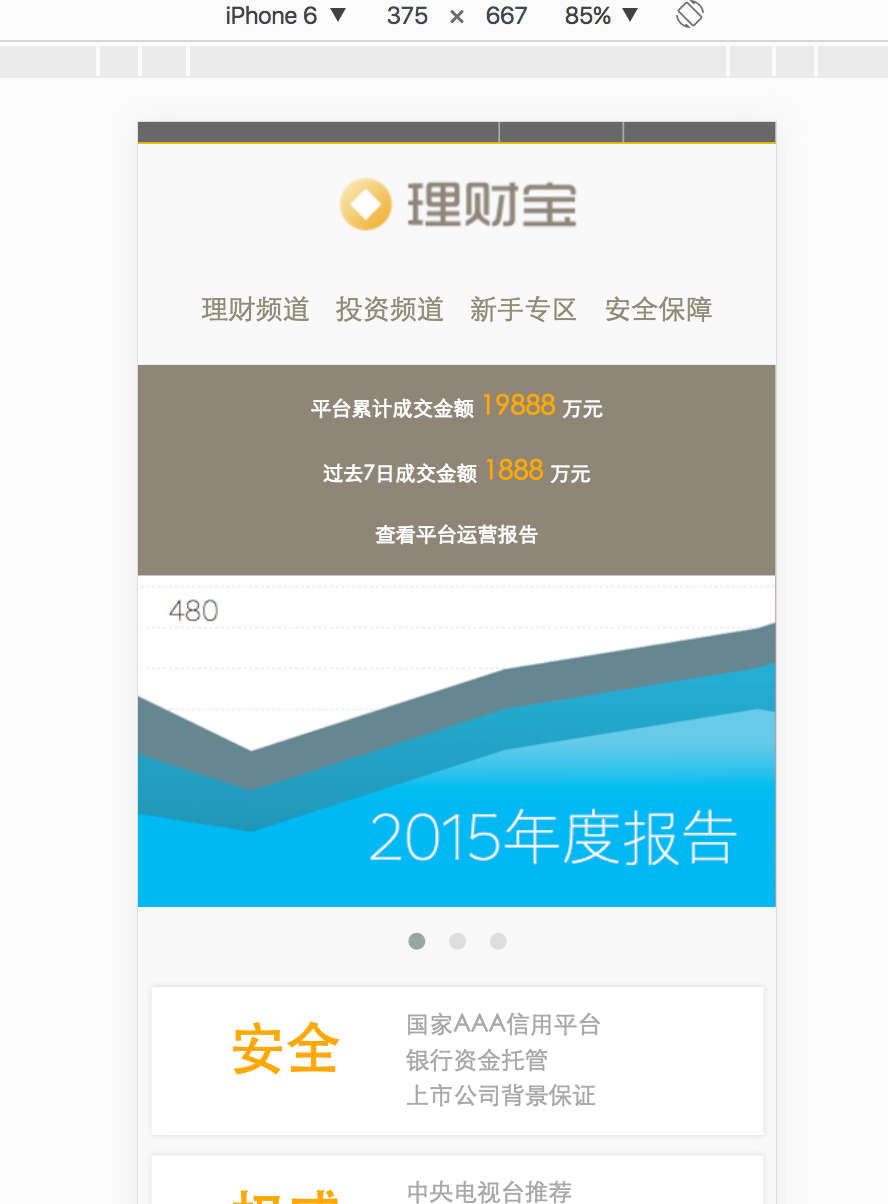 iPhone 6 ▼ 375 × 667 85% ▼
理财宝
理财频道 投资频道 新手专区 安全保障
平台累计成交金额 19888 万元
过去7日成交金额 1888 万元
查看平台运营报告
480
2015年度报告
安全
国家AAA信用平台
银行资金托管
上市公司背景保证
中央电视台推荐